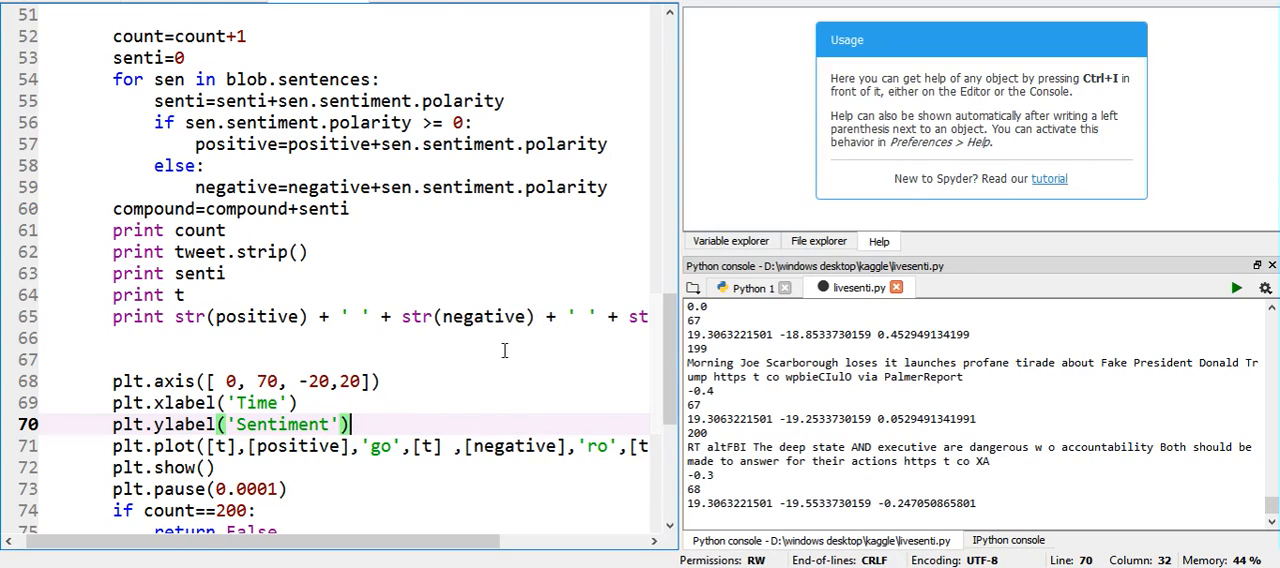 51
52 count=count+1
53 senti=0
54 for sen in blob.sentences:
55 senti=senti+sen.sentiment.polarity
56 if sen.sentiment.polarity >= 0:
57 positive=positive+sen.sentiment.polarity
58 else:
59 negative=negative+sen.sentiment.polarity
60 compound=compound+senti
61 print count
62 print tweet.strip()
63 print senti
64 print t
65 print str(positive) + ' ' + str(negative) + ' ' + st
66
67
68 plt.axis([ 0, 70, -20,20])
69 plt.xlabel('Time')
70 plt.ylabel('Sentiment')
71 plt.plot([t],[positive],'go',[t] ,[negative],'ro',[t
72 plt.show()
73 plt.pause(0.0001)
74 if count==200:
75 return False
Usage
Here you can get help of any object by pressing Ctrl+I in
front of it, either on the Editor or the Console.
Help can also be shown automatically after writing a left
parenthesis next to an object. You can activate this
behavior in Preferences > Help.
New to Spyder? Read our tutorial
Variable explorer File explorer Help
Python console - D:\windows desktop\kaggle\livesenti.py
Python 1 livesenti.py
0.0
67
19.3063221501 -18.8533730159 0.452949134199
199
Morning Joe Scarborough loses it launches profane tirade about Fake President Donald Tr
ump https t co wpbieCIulO via PalmerReport
-0.4
67
19.3063221501 -19.2533730159 0.0529491341991
200
RT altFBI The deep state AND executive are dangerous w o accountability Both should be
made to answer for their actions https t co XA
-0.3
68
19.3063221501 -19.5533730159 -0.247050865801
Python console - D:\windows desktop\kaggle\livesenti.py IPython console
Permissions: RW End-of-lines: CRLF Encoding: UTF-8 Line: 70 Column: 32 Memory: 44 %